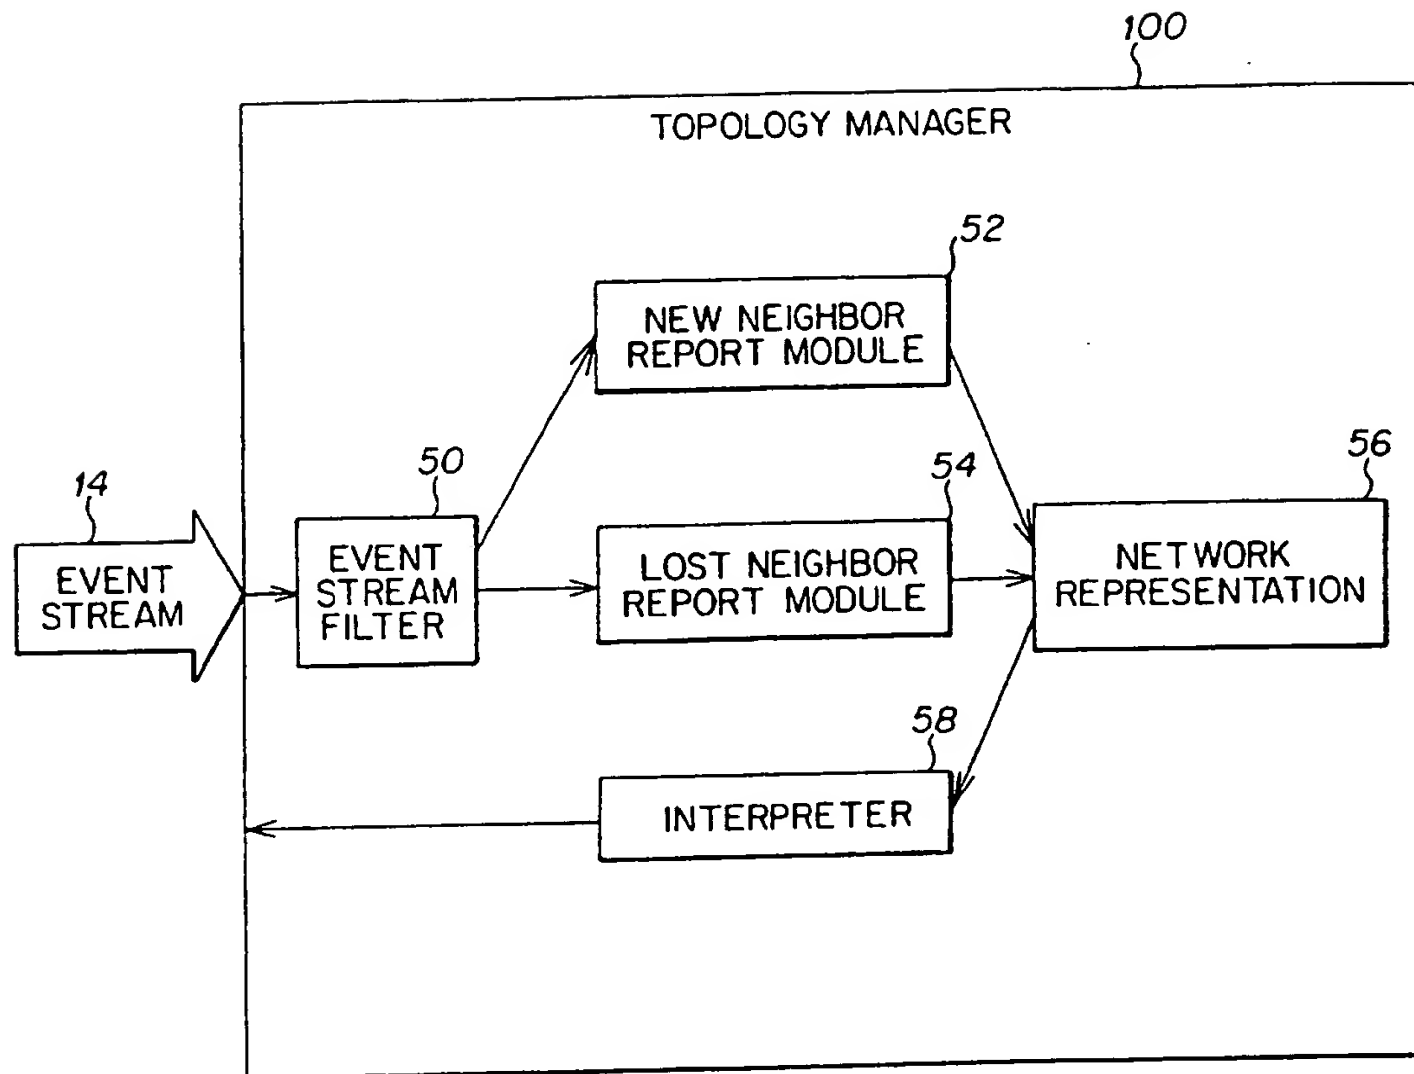 100
TOPOLOGY MANAGER
52
NEW NEIGHBOR
REPORT MODULE
14
EVENT
STREAM
50
EVENT
STREAM
FILTER
54
LOST NEIGHBOR
REPORT MODULE
56
NETWORK
REPRESENTATION
58
INTERPRETER